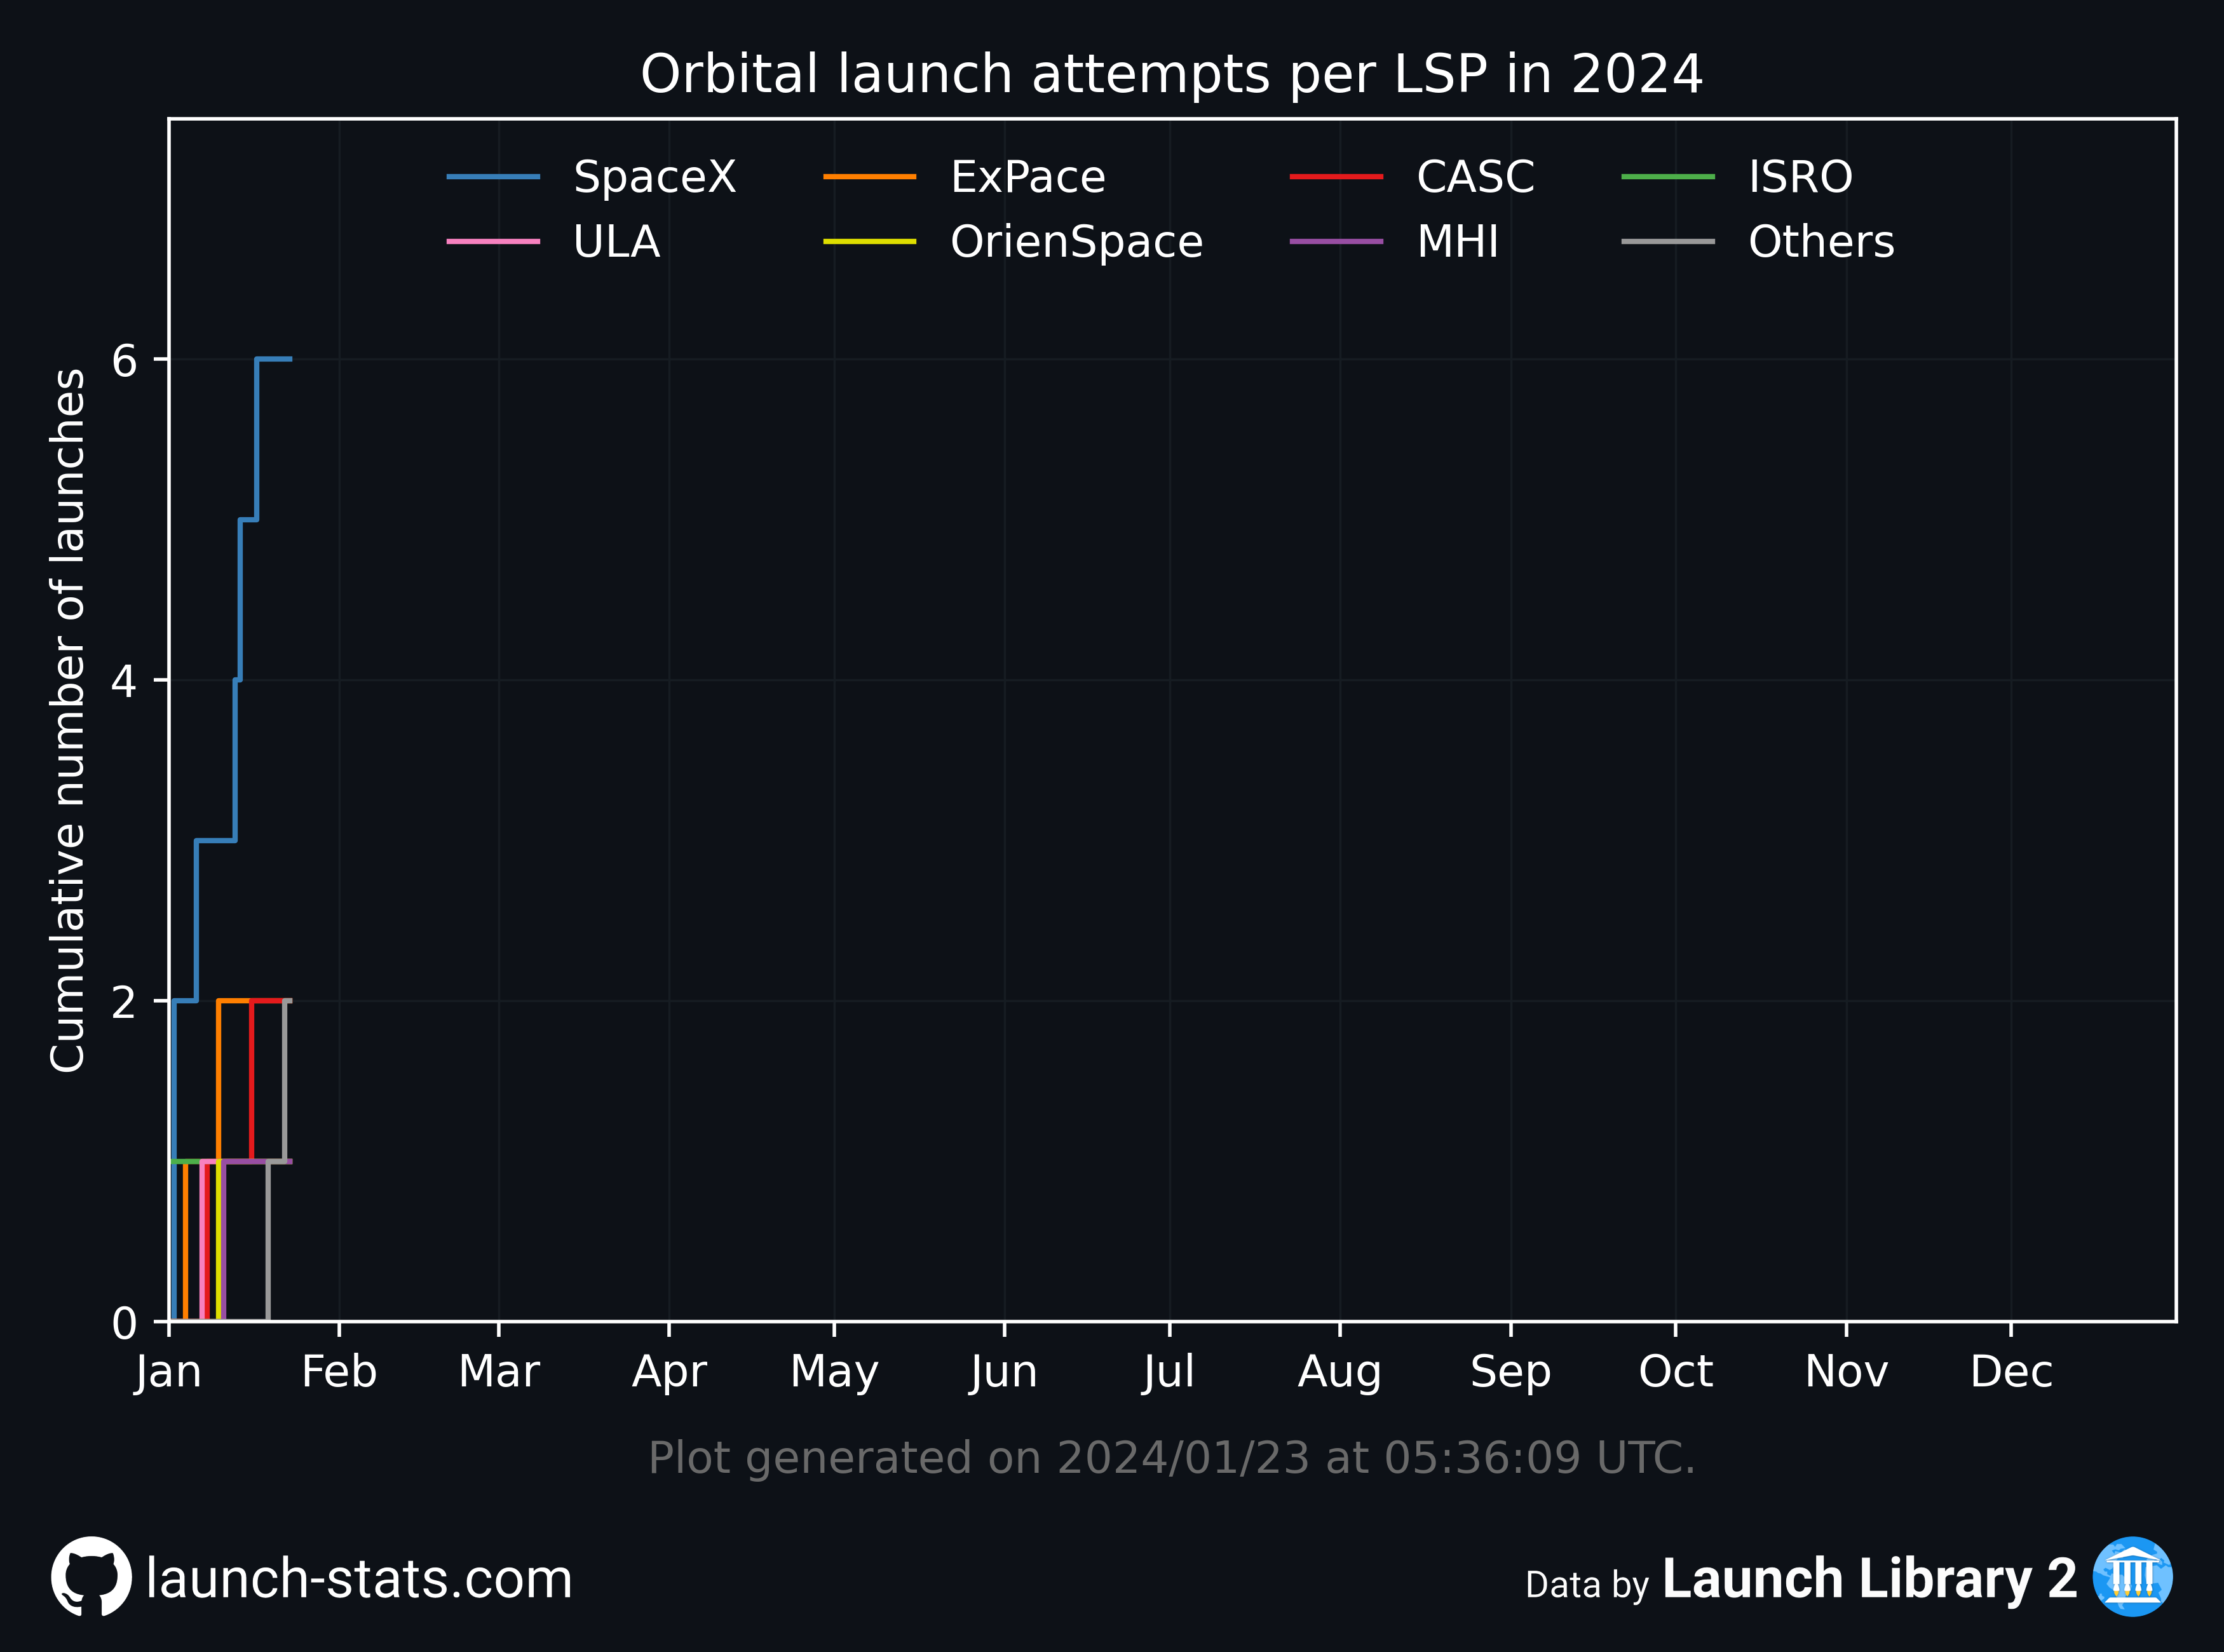 Orbital launch attempts per LSP in 2024
SpaceX ExPace CASC ISRO
ULA OrienSpace MHI Others
Cumulative number of launches
6
4
2
0
Jan Feb Mar Apr May Jun Jul Aug Sep Oct Nov Dec
Plot generated on 2024/01/23 at 05:36:09 UTC.
launch-stats.com
Data by Launch Library 2